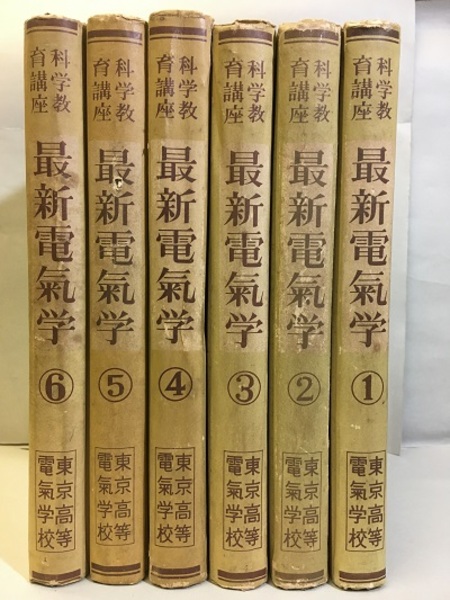 科学教
育講座
最新電氣学
①
東京高等
電氣学校
科学教
育講座
最新電氣学
②
東京高等
電氣学校
科学教
育講座
最新電氣学
③
東京高等
電氣学校
科学教
育講座
最新電氣学
④
東京高等
電氣学校
科学教
育講座
最新電氣学
⑤
東京高等
電氣学校
科学教
育講座
最新電氣学
⑥
東京高等
電氣学校